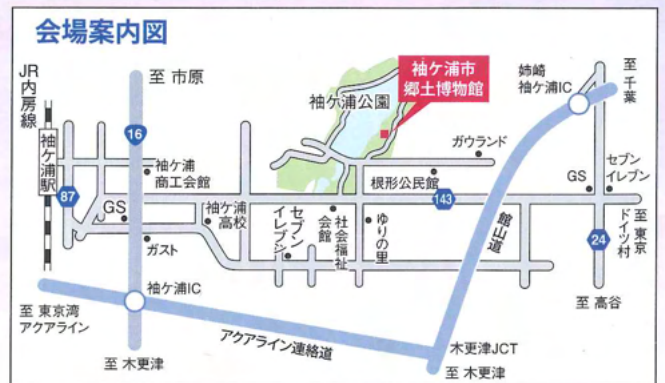 会場案内図
JR内房線
袖ケ浦駅
至 市原
16
87
袖ケ浦
商工会館
GS
ガスト
袖ケ浦
高校
セブン
イレブン
社会福祉
会館
ゆりの里
袖ケ浦公園
袖ケ浦市
郷土博物館
根形公民館
ガウランド
143
館山道
姉崎
袖ケ浦IC
至 千葉
GS
セブン
イレブン
至 東京
ドイツ村
24
至 高谷
袖ケ浦IC
至 東京湾
アクアライン
至 木更津
アクアライン連絡道
木更津JCT
至 木更津